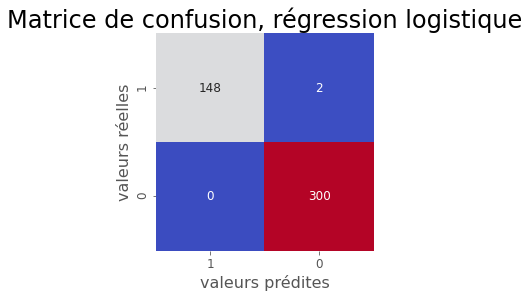 Matrice de confusion, régression logistique
valeurs réelles
1
148
2
0
0
300
1
0
valeurs prédites